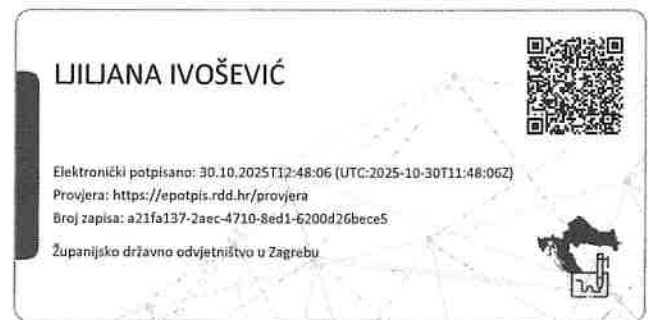 LJILJANA IVOŠEVIĆ
Elektronički potpisano: 30.10.2025T12:48:06 (UTC:2025-10-30T11:48:06Z)
Provjera: https://epotpis.rdd.hr/provjera
Broj zapisa: a21fa137-2aec-4710-8ed1-6200d26bece5
Županijsko državno odvjetništvo u Zagrebu